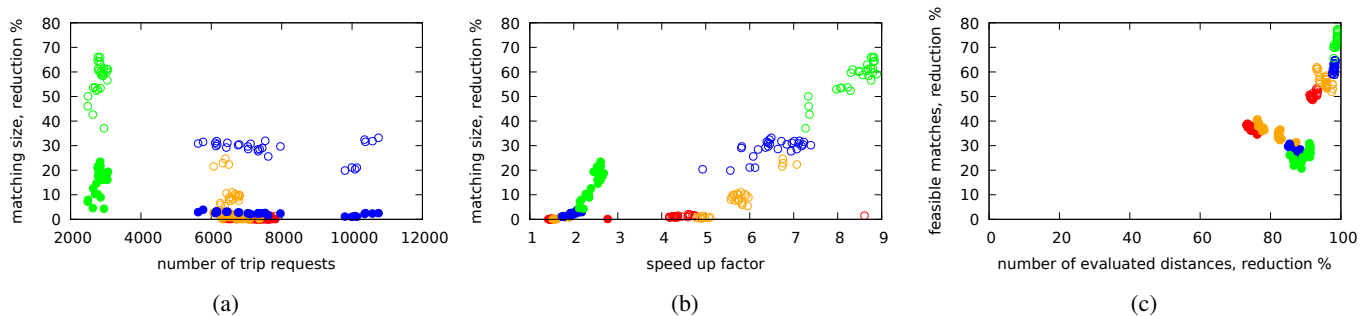 matching size, reduction %
80
70
60
50
40
30
20
10
0
2000 4000 6000 8000 10000 12000
number of trip requests
(a)
matching size, reduction %
80
70
60
50
40
30
20
10
0
1 2 3 4 5 6 7 8 9
speed up factor
(b)
feasible matches, reduction %
80
70
60
50
40
30
20
10
0
0 20 40 60 80 100
number of evaluated distances, reduction %
(c)